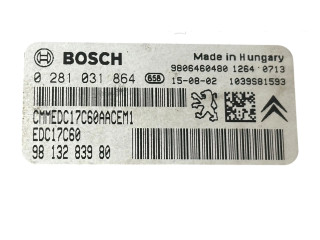 BOSCH
Made in Hungary
9806460480 1264 0713
0 281 031 864 656
15-08-02 1039S81593
CMMEDC17C60AACEM1
EDC17C60
98 132 839 80